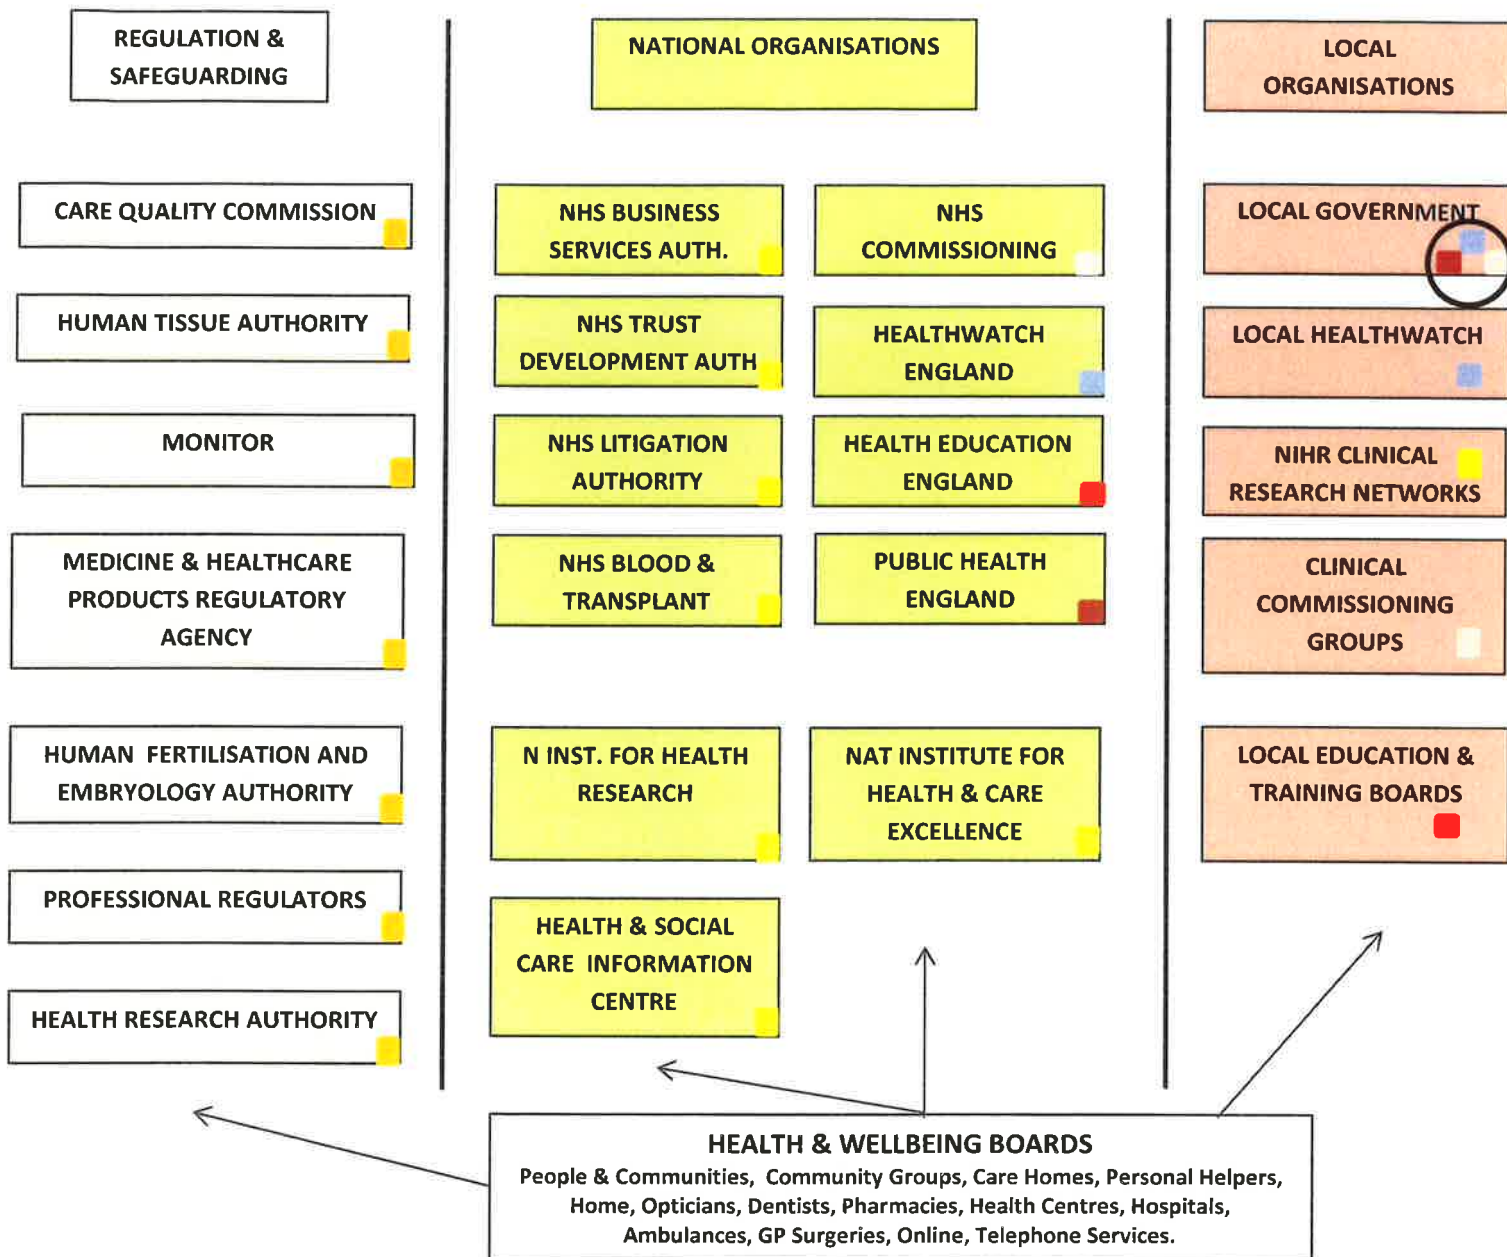 REGULATION &
SAFEGUARDING
CARE QUALITY COMMISSION
HUMAN TISSUE AUTHORITY
MONITOR
MEDICINE & HEALTHCARE
PRODUCTS REGULATORY
AGENCY
HUMAN FERTILISATION AND
EMBRYOLOGY AUTHORITY
PROFESSIONAL REGULATORS
HEALTH RESEARCH AUTHORITY
NATIONAL ORGANISATIONS
NHS BUSINESS
SERVICES AUTH.
NHS TRUST
DEVELOPMENT AUTH
NHS LITIGATION
AUTHORITY
NHS BLOOD &
TRANSPLANT
N INST. FOR HEALTH
RESEARCH
HEALTH & SOCIAL
CARE INFORMATION
CENTRE
NHS
COMMISSIONING
HEALTHWATCH
ENGLAND
HEALTH EDUCATION
ENGLAND
PUBLIC HEALTH
ENGLAND
NAT INSTITUTE FOR
HEALTH & CARE
EXCELLENCE
LOCAL
ORGANISATIONS
LOCAL GOVERNMENT
LOCAL HEALTHWATCH
NIHR CLINICAL
RESEARCH NETWORKS
CLINICAL
COMMISSIONING
GROUPS
LOCAL EDUCATION &
TRAINING BOARDS
HEALTH & WELLBEING BOARDS
People & Communities, Community Groups, Care Homes, Personal Helpers,
Home, Opticians, Dentists, Pharmacies, Health Centres, Hospitals,
Ambulances, GP Surgeries, Online, Telephone Services.